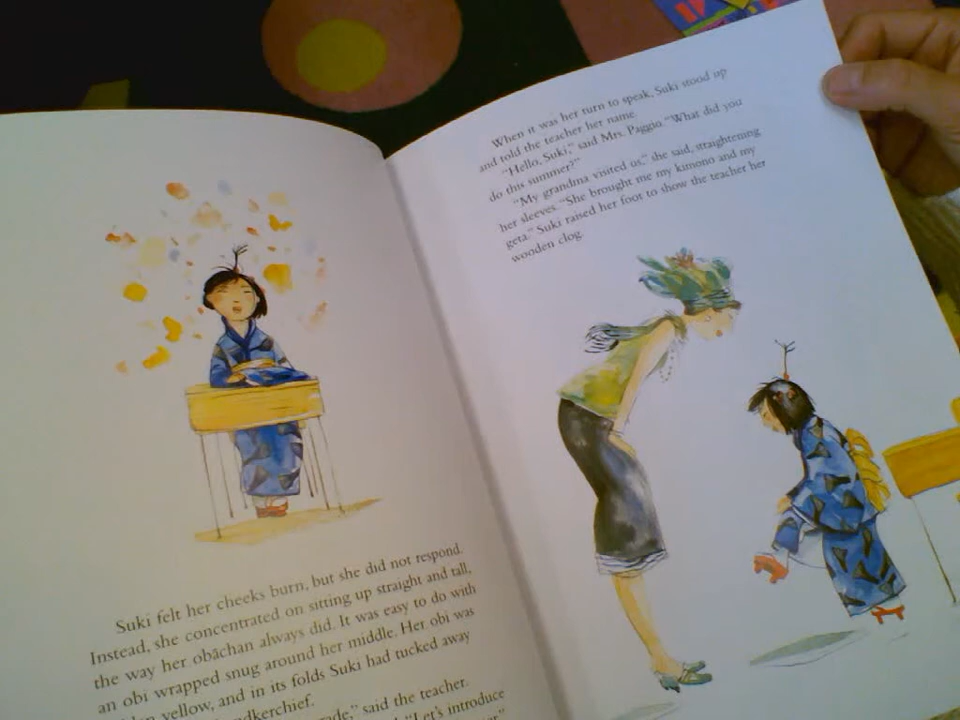 Suki felt her cheeks burn, but she did not respond.
Instead, she concentrated on sitting up straight and tall,
the way her obāchan always did. It was easy to do with
an obi wrapped snug around her middle. Her obi was
yellow, and in its folds Suki had tucked away
said the teacher.
"Let's introduce
When it was her turn to speak, Suki stood up
and told the teacher her name.
"Hello, Suki," said Mrs. Paggio. "What did you
do this summer?"
"My grandma visited us," she said, straightening
her sleeves. "She brought me my kimono and my
geta." Suki raised her foot to show the teacher her
wooden clog.